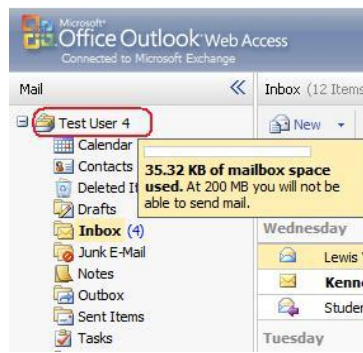 Microsoft®
Office Outlook® Web Access
Connected to Microsoft Exchange
Mail
Inbox (12 Items
Test User 4
New
Calendar
35.32 KB of mailbox space
used. At 200 MB you will not be
able to send mail.
Contacts
Deleted It
Drafts
Inbox (4)
Wednesday
Junk E-Mail
Lewis
Notes
Kenne
Outbox
Studen
Sent Items
Tasks
Tuesday